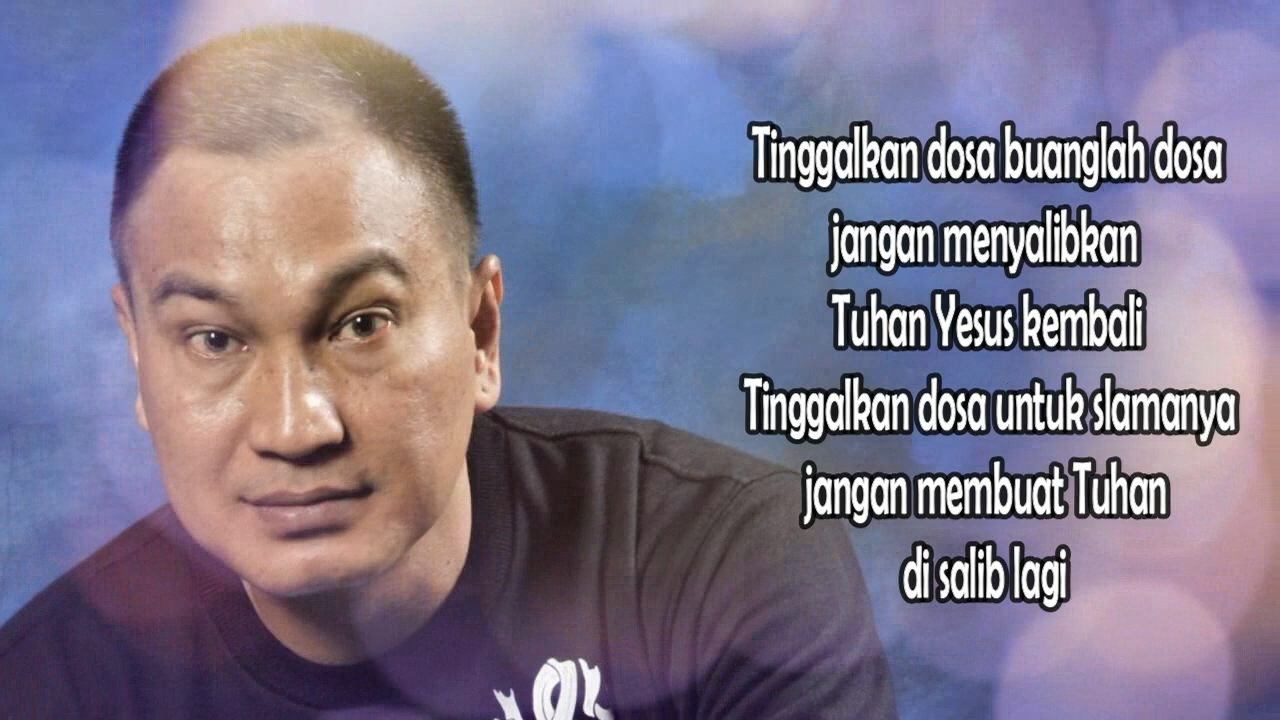 Tinggalkan dosa buanglah dosa
jangan menyalibkan
Tuhan Yesus kembali
Tinggalkan dosa untuk slamanya
jangan membuat Tuhan
di salib lagi